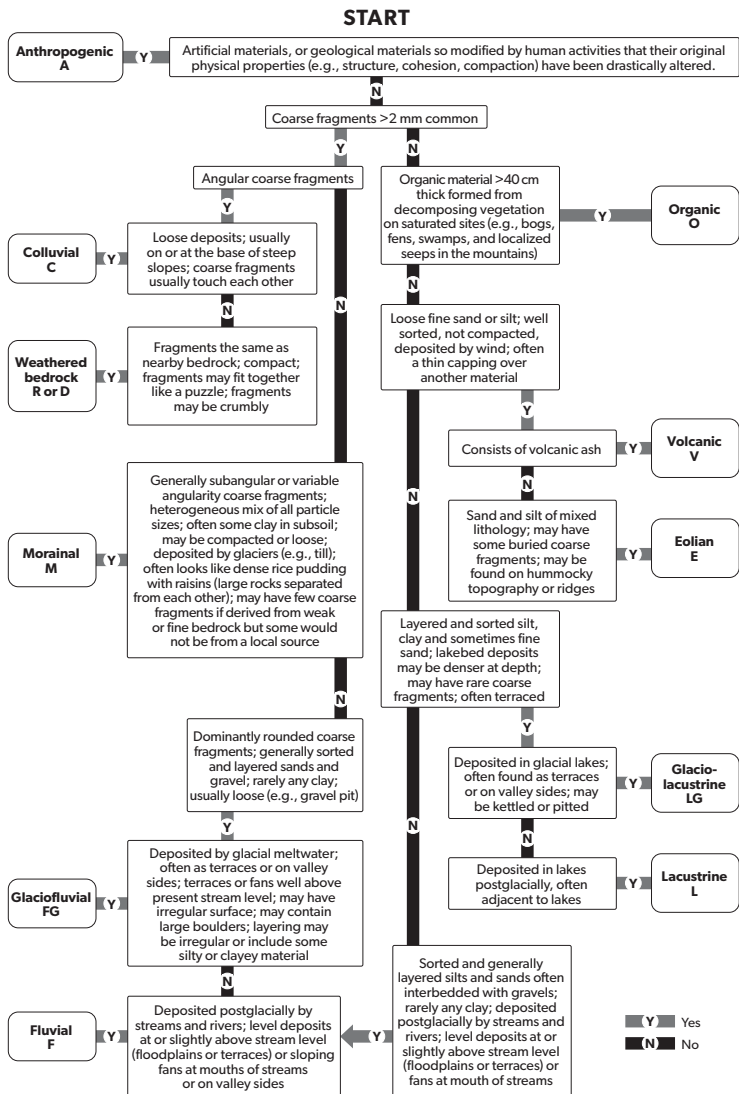 START
Anthropogenic
A
Y
Artificial materials, or geological materials so modified by human activities that their original
physical properties (e.g., structure, cohesion, compaction) have been drastically altered.
N
Coarse fragments >2 mm common
Y
N
Angular coarse fragments
Y
Organic material >40 cm
thick formed from
decomposing vegetation
on saturated sites (e.g., bogs,
fens, swamps, and localized
seeps in the mountains)
Y
Organic
O
Colluvial
C
Y
Loose deposits; usually
on or at the base of steep
slopes; coarse fragments
usually touch each other
N
N
N
Loose fine sand or silt; well
sorted, not compacted,
deposited by wind; often
a thin capping over
another material
Weathered
bedrock
R or D
Y
Fragments the same as
nearby bedrock; compact;
fragments may fit together
like a puzzle; fragments
may be crumbly
Y
Consists of volcanic ash
Y
Volcanic
V
N
N
Morainal
M
Y
Generally subangular or variable
angularity coarse fragments;
heterogeneous mix of all particle
sizes; often some clay in subsoil;
may be compacted or loose;
deposited by glaciers (e.g., till);
often looks like dense rice pudding
with raisins (large rocks separated
from each other); may have few coarse
fragments if derived from weak
or fine bedrock but some would
not be from a local source
Sand and silt of mixed
lithology; may have
some buried coarse
fragments; may be
found on hummocky
topography or ridges
Y
Eolian
E
Layered and sorted silt,
clay and sometimes fine
sand; lakebed deposits
may be denser at depth;
may have rare coarse
fragments; often terraced
N
Y
Dominantly rounded coarse
fragments; generally sorted
and layered sands and
gravel; rarely any clay;
usually loose (e.g., gravel pit)
Deposited in glacial lakes;
often found as terraces
or on valley sides; may
be kettled or pitted
Y
Glacio-
lacustrine
LG
Y
N
N
Glaciofluvial
FG
Y
Deposited by glacial meltwater;
often as terraces or on valley
sides; terraces or fans well above
present stream level; may have
irregular surface; may contain
large boulders; layering may
be irregular or include some
silty or clayey material
Deposited in lakes
postglacially, often
adjacent to lakes
Y
Lacustrine
L
N
Sorted and generally
layered silts and sands often
interbedded with gravels;
rarely any clay; deposited
postglacially by streams and
rivers; level deposits at or
slightly above stream level
(floodplains or terraces) or
fans at mouth of streams
Fluvial
F
Y
Deposited postglacially by
streams and rivers; level deposits
at or slightly above stream level
(floodplains or terraces) or sloping
fans at mouths of streams
or on valley sides
Y
Y Yes
N No